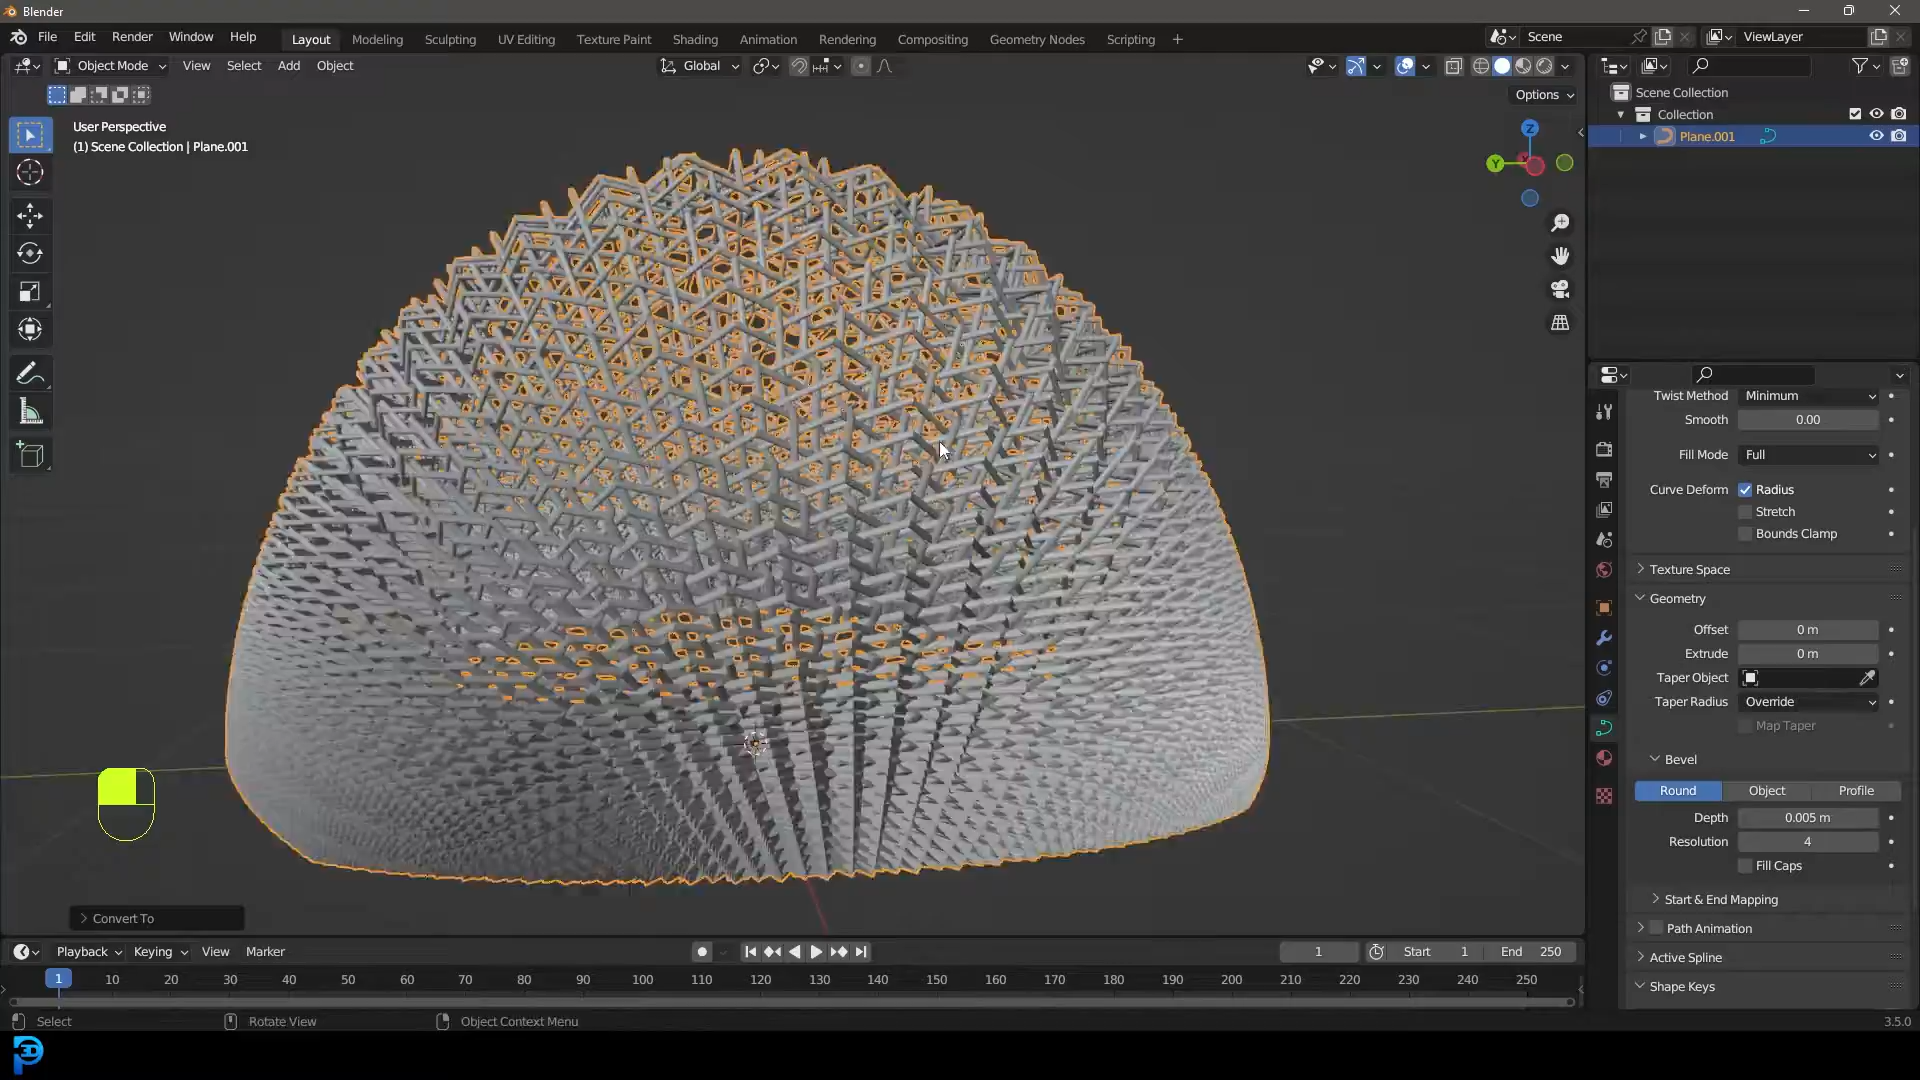 Blender
File Edit Render Window Help
Layout Modeling Sculpting UV Editing Texture Paint Shading Animation Rendering Compositing Geometry Nodes Scripting +
Scene
ViewLayer
Object Mode View Select Add Object
Global
Options
User Perspective
(1) Scene Collection | Plane.001
Z
Y
Scene Collection
Collection
Plane.001
Twist Method Minimum
Smooth 0.00
Fill Mode Full
Curve Deform Radius
Stretch
Bounds Clamp
Texture Space
Geometry
Offset 0 m
Extrude 0 m
Taper Object
Taper Radius Override
Map Taper
Bevel
Round Object Profile
Depth 0.005 m
Resolution 4
Fill Caps
Start & End Mapping
Path Animation
Active Spline
Shape Keys
Convert To
Playback Keying View Marker
1 Start 1 End 250
1 10 20 30 40 50 60 70 80 90 100 110 120 130 140 150 160 170 180 190 200 210 220 230 240 250
Select Rotate View Object Context Menu
3.5.0
3D